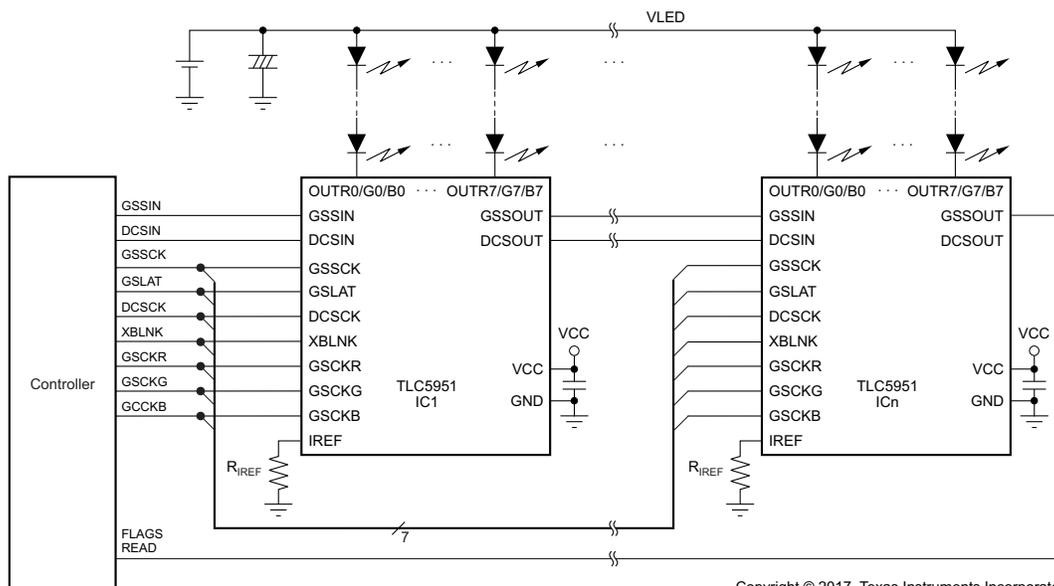 VLED
... ... ... ...
... ... ... ...
OUTR0/G0/B0 ... OUTR7/G7/B7
OUTR0/G0/B0 ... OUTR7/G7/B7
GSSIN
GSSIN
GSSOUT
GSSIN
GSSOUT
DCSIN
DCSIN
DCSOUT
DCSIN
DCSOUT
GSSCK
GSSCK
GSSCK
GSLAT
GSLAT
GSLAT
DCSCK
DCSCK
DCSCK
XBLNK
XBLNK
VCC
XBLNK
VCC
GSCKR
GSCKR
VCC
GSCKR
VCC
Controller
GSCKG
GSCKG
TLC5951
IC1
GND
GSCKG
TLC5951
ICn
GND
GCCKB
GSCKB
GSCKB
IREF
IREF
RIREF
RIREF
7
FLAGS
READ
Copyright © 2017, Texas Instruments Incorporate